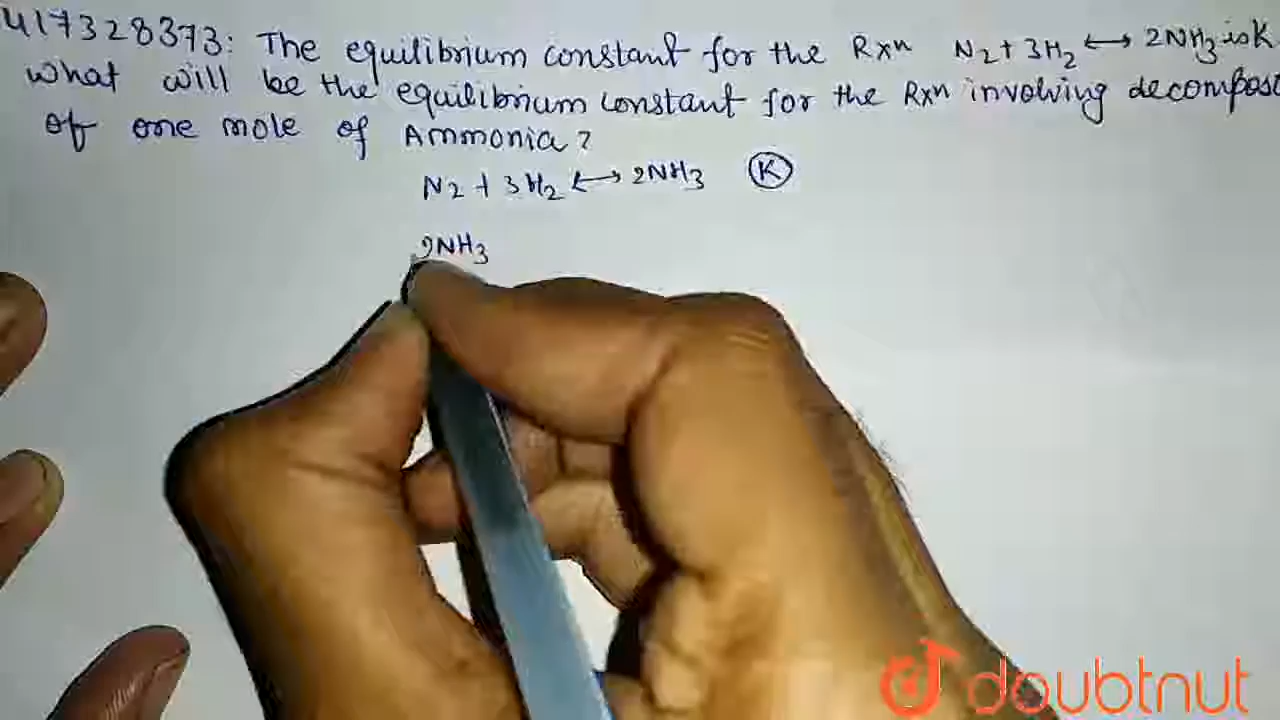 417328373: The equilibrium constant for the Rxⁿ N₂ + 3H₂ ⟷ 2NH₃ is K
What will be the equilibrium constant for the Rxⁿ involving decompost
of one mole of Ammonia?
N₂ + 3H₂ ⟷ 2NH₃ K
2NH₃
doubtnut